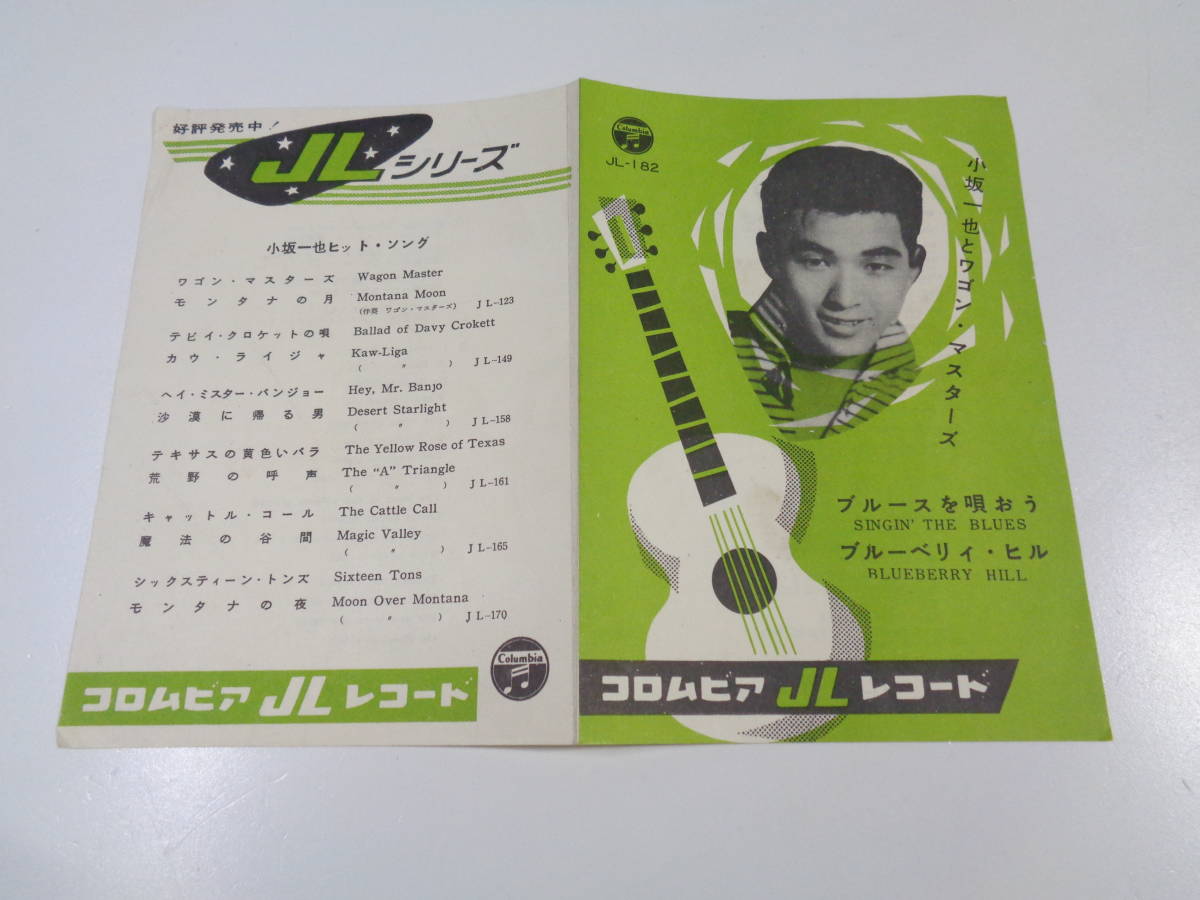 好評発売中!
JLシリーズ
小坂一也ヒット・ソング
ワゴン・マスターズ Wagon Master
モンタナの月 Montana Moon
(作奏 ワゴン・マスターズ) JL-123
テビイ・クロケットの唄 Ballad of Davy Crokett
カウ・ライジャ Kaw-Liga
( 〃 ) JL-149
ヘイ・ミスター・バンジョー Hey, Mr. Banjo
沙漠に帰る男 Desert Starlight
( 〃 ) JL-158
テキサスの黄色いバラ The Yellow Rose of Texas
荒野の呼声 The “A” Triangle
( 〃 ) JL-161
キャットル・コール The Cattle Call
魔法の谷間 Magic Valley
( 〃 ) JL-165
シックスティーン・トンズ Sixteen Tons
モンタナの夜 Moon Over Montana
( 〃 ) JL-170
Columbia
コロムビア JL レコード
Columbia
JL-182
小坂一也とワゴン・マスターズ
ブルースを唄おう
SINGIN' THE BLUES
ブルーベリィ・ヒル
BLUEBERRY HILL
コロムビア JL レコード